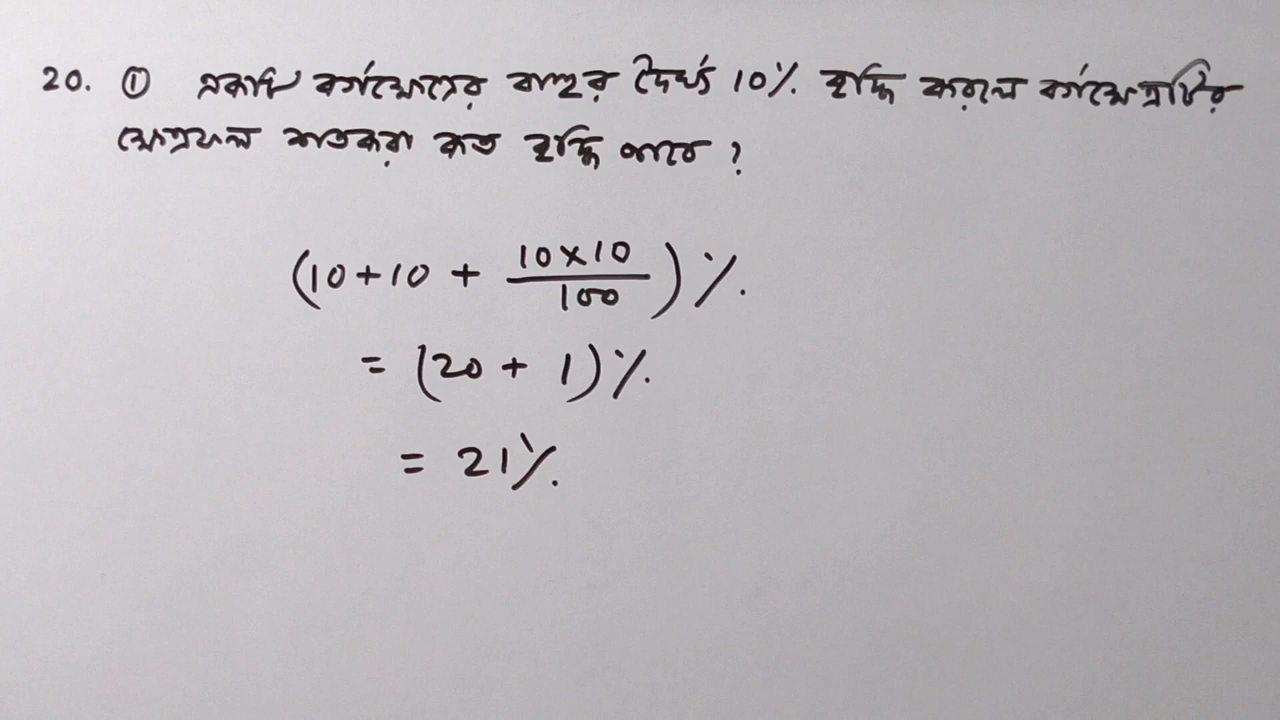 20. ① একটি বর্গক্ষেত্রের বাহুর দৈর্ঘ্য 10% বৃদ্ধি করলে বর্গক্ষেত্রটির
ক্ষেত্রফল শতকরা কত বৃদ্ধি পাবে ?
(10+10 + \frac{10×10}{100})%
= (20 + 1)%
= 21%